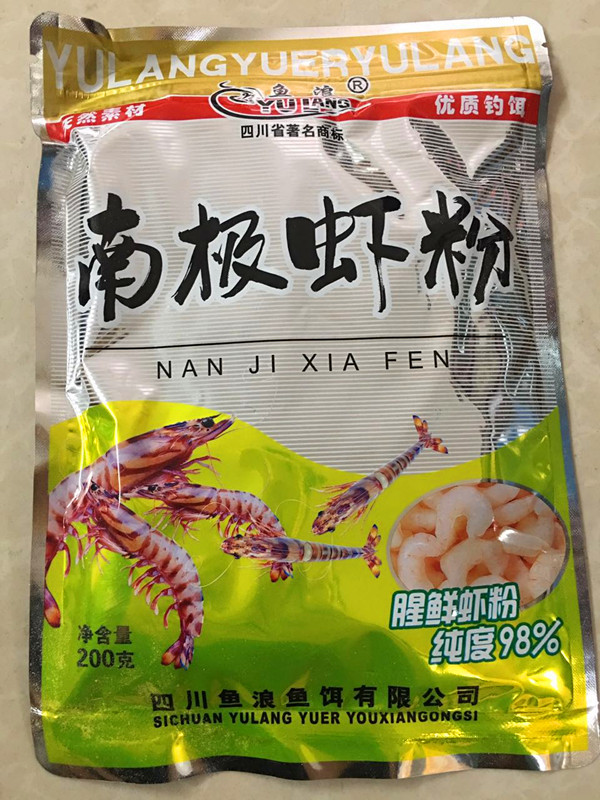 YULANGYUERYULANG
鱼浪®
YULANG
天然素材
优质钓饵
四川省著名商标
南极虾粉
NAN JI XIA FEN
腥鲜虾粉
纯度98%
净含量
200克
四川鱼浪鱼饵有限公司
SICHUAN YULANG YUER YOUXIANGONGSI